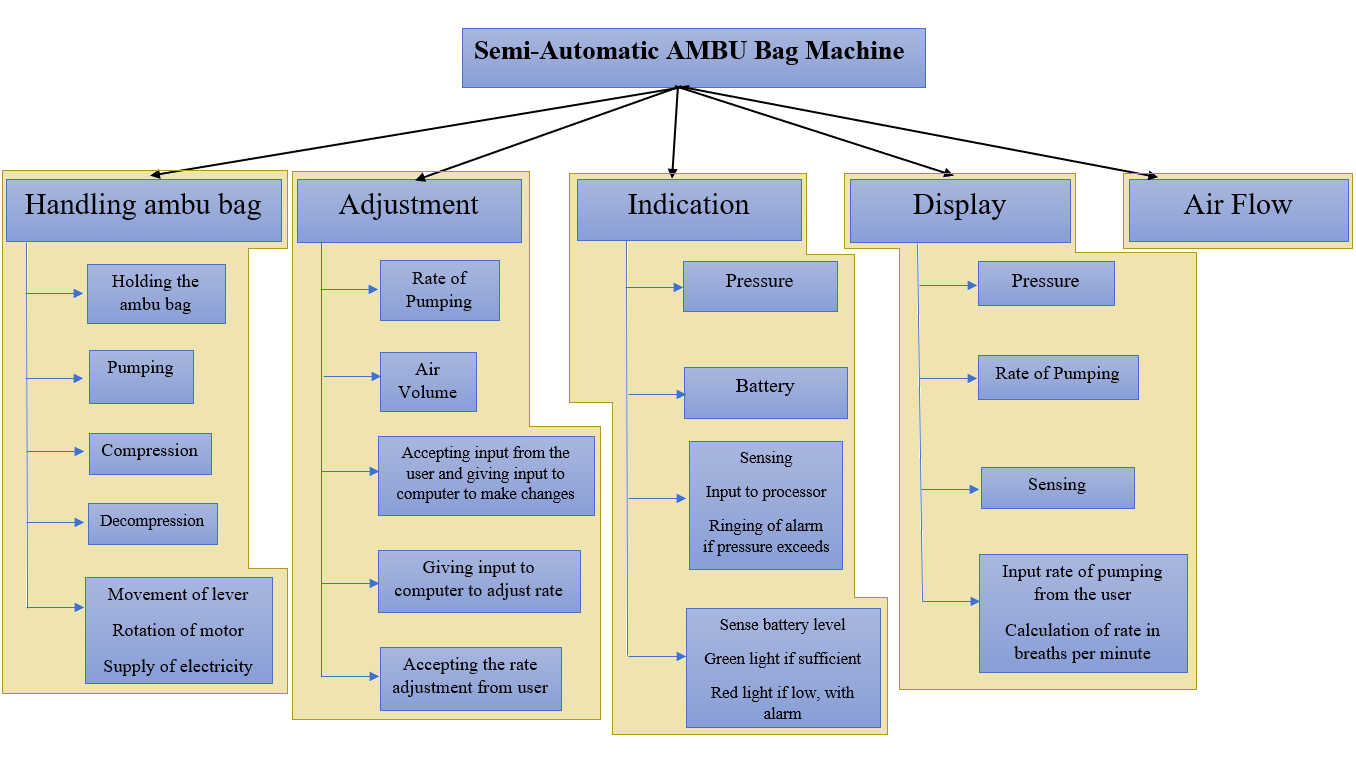 Semi-Automatic AMBU Bag Machine
Handling ambu bag
Holding the
ambu bag
Pumping
Compression
Decompression
Movement of lever
Rotation of motor
Supply of electricity
Adjustment
Rate of
Pumping
Air
Volume
Accepting input from the
user and giving input to
computer to make changes
Giving input to
computer to adjust rate
Accepting the rate
adjustment from user
Indication
Pressure
Battery
Sensing
Input to processor
Ringing of alarm
if pressure exceeds
Sense battery level
Green light if sufficient
Red light if low, with
alarm
Display
Pressure
Rate of Pumping
Sensing
Input rate of pumping
from the user
Calculation of rate in
breaths per minute
Air Flow